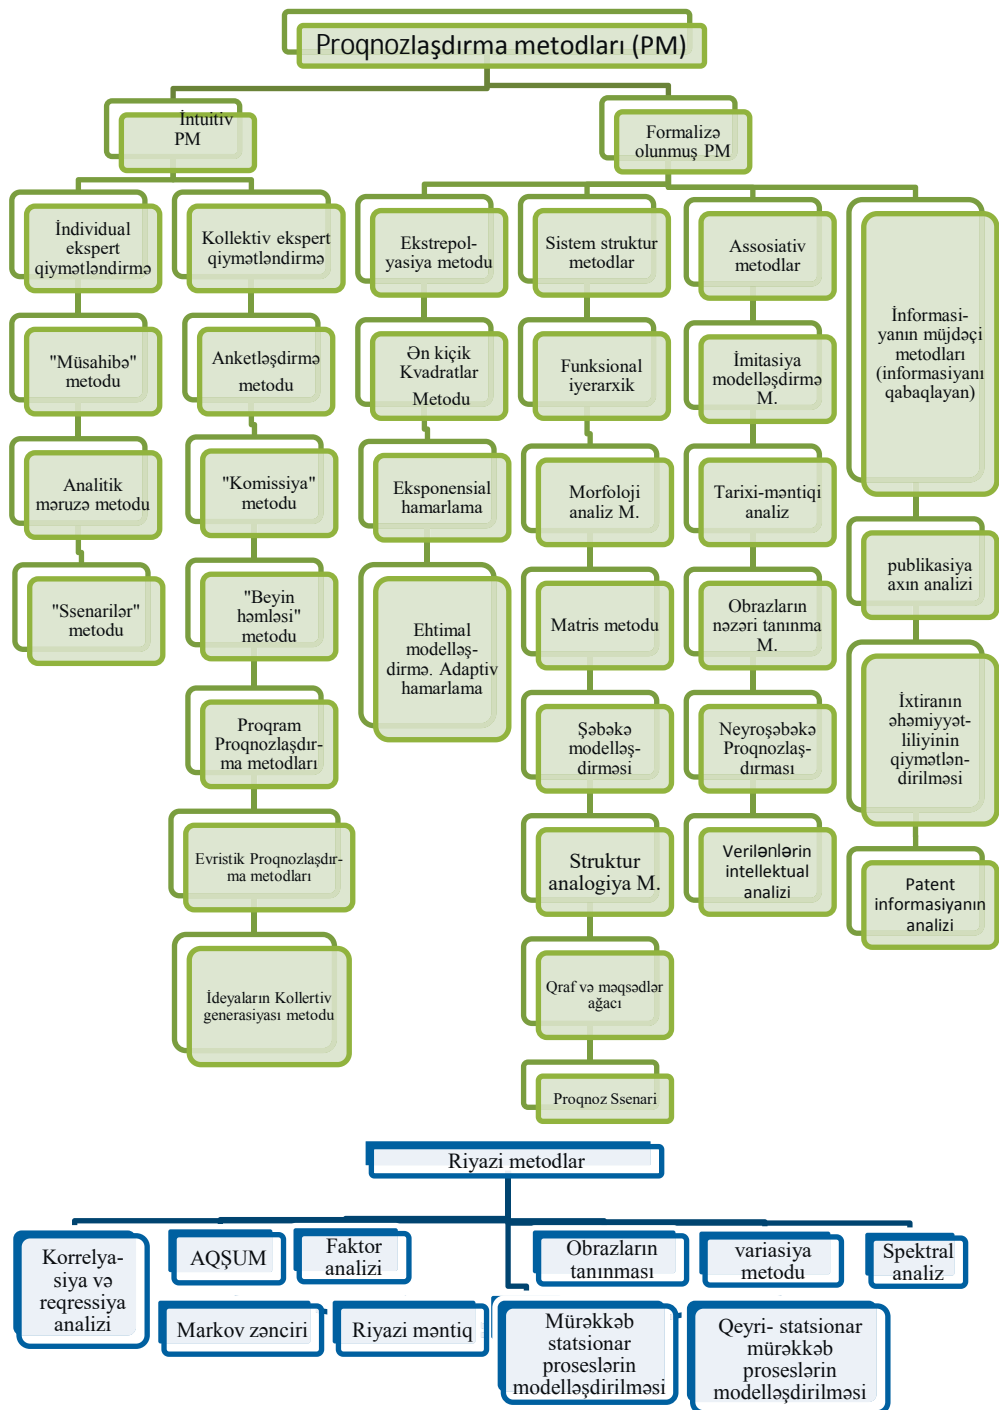 Proqnozlaşdırma metodları (PM)
İntuitiv
PM
Formalizə
olunmuş PM
İndividual
ekspert
qiymətləndirmə
"Müsahibə"
metodu
Analitik
məruzə metodu
"Ssenarilər"
metodu
Kollektiv ekspert
qiymətləndirmə
Anketləşdirmə
metodu
"Komissiya"
metodu
"Beyin
həmləsi"
metodu
Proqram
Proqnozlaşdır-
ma metodları
Evristik Proqnozlaşdır-
ma metodları
İdeyaların Kollertiv
generasiyası metodu
Ekstrepol-
yasiya metodu
Ən kiçik
Kvadratlar
Metodu
Eksponensial
hamarlama
Ehtimal
modelləş-
dirmə. Adaptiv
hamarlama
Sistem struktur
metodlar
Funksional
iyerarxik
Morfoloji
analiz M.
Matris metodu
Şəbəkə
modelləş-
dirməsi
Struktur
analogiya M.
Qraf və məqsədlər
ağacı
Proqnoz Ssenari
Assosiativ
metodlar
İmitasiya
modelləşdirmə
M.
Tarixi-məntiqi
analiz
Obrazların
nəzəri tanınma
M.
Neyroşəbəkə
Proqnozlaş-
dırması
Verilənlərin
intellektual
analizi
İnformasi-
yanın müjdəçi
metodları
(informasiyanı
qabaqlayan)
publikasiya
axın analizi
İxtiranın
əhəmiyyət-
liliyinin
qiymətlən-
dirilməsi
Patent
informasiyanın
analizi
Riyazi metodlar
Korrelya-
siya və
reqressiya
analizi
AQŞUM
Faktor
analizi
Obrazların
tanınması
variasiya
metodu
Spektral
analiz
Markov zənciri
Riyazi məntiq
Mürəkkəb
statsionar
proseslərin
modelləşdirilməsi
Qeyri- statsionar
mürəkkəb
proseslərin
modelləşdirilməsi